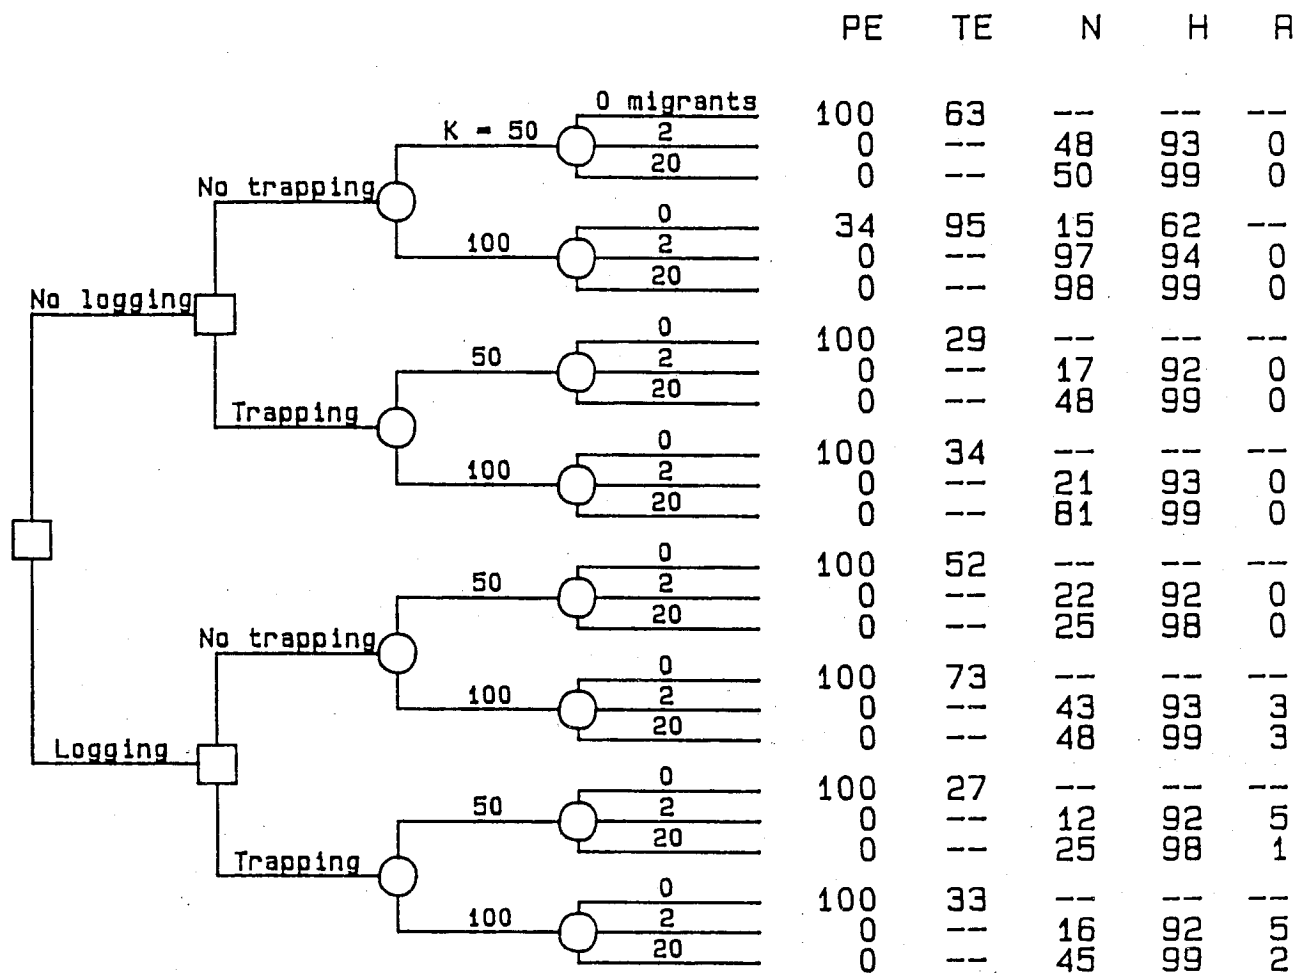 PE TE N H R
0 migrants 100 63 -- -- --
K = 50 2 0 -- 48 93 0
20 0 -- 50 99 0
No trapping
0 34 95 15 62 --
100 2 0 -- 97 94 0
20 0 -- 98 99 0
No logging
0 100 29 -- -- --
50 2 0 -- 17 92 0
20 0 -- 48 99 0
Trapping
0 100 34 -- -- --
100 2 0 -- 21 93 0
20 0 -- 81 99 0
0 100 52 -- -- --
50 2 0 -- 22 92 0
20 0 -- 25 98 0
No trapping
0 100 73 -- -- --
100 2 0 -- 43 93 3
20 0 -- 48 99 3
Logging
0 100 27 -- -- --
50 2 0 -- 12 92 5
20 0 -- 25 98 1
Trapping
0 100 33 -- -- --
100 2 0 -- 16 92 5
20 0 -- 45 99 2